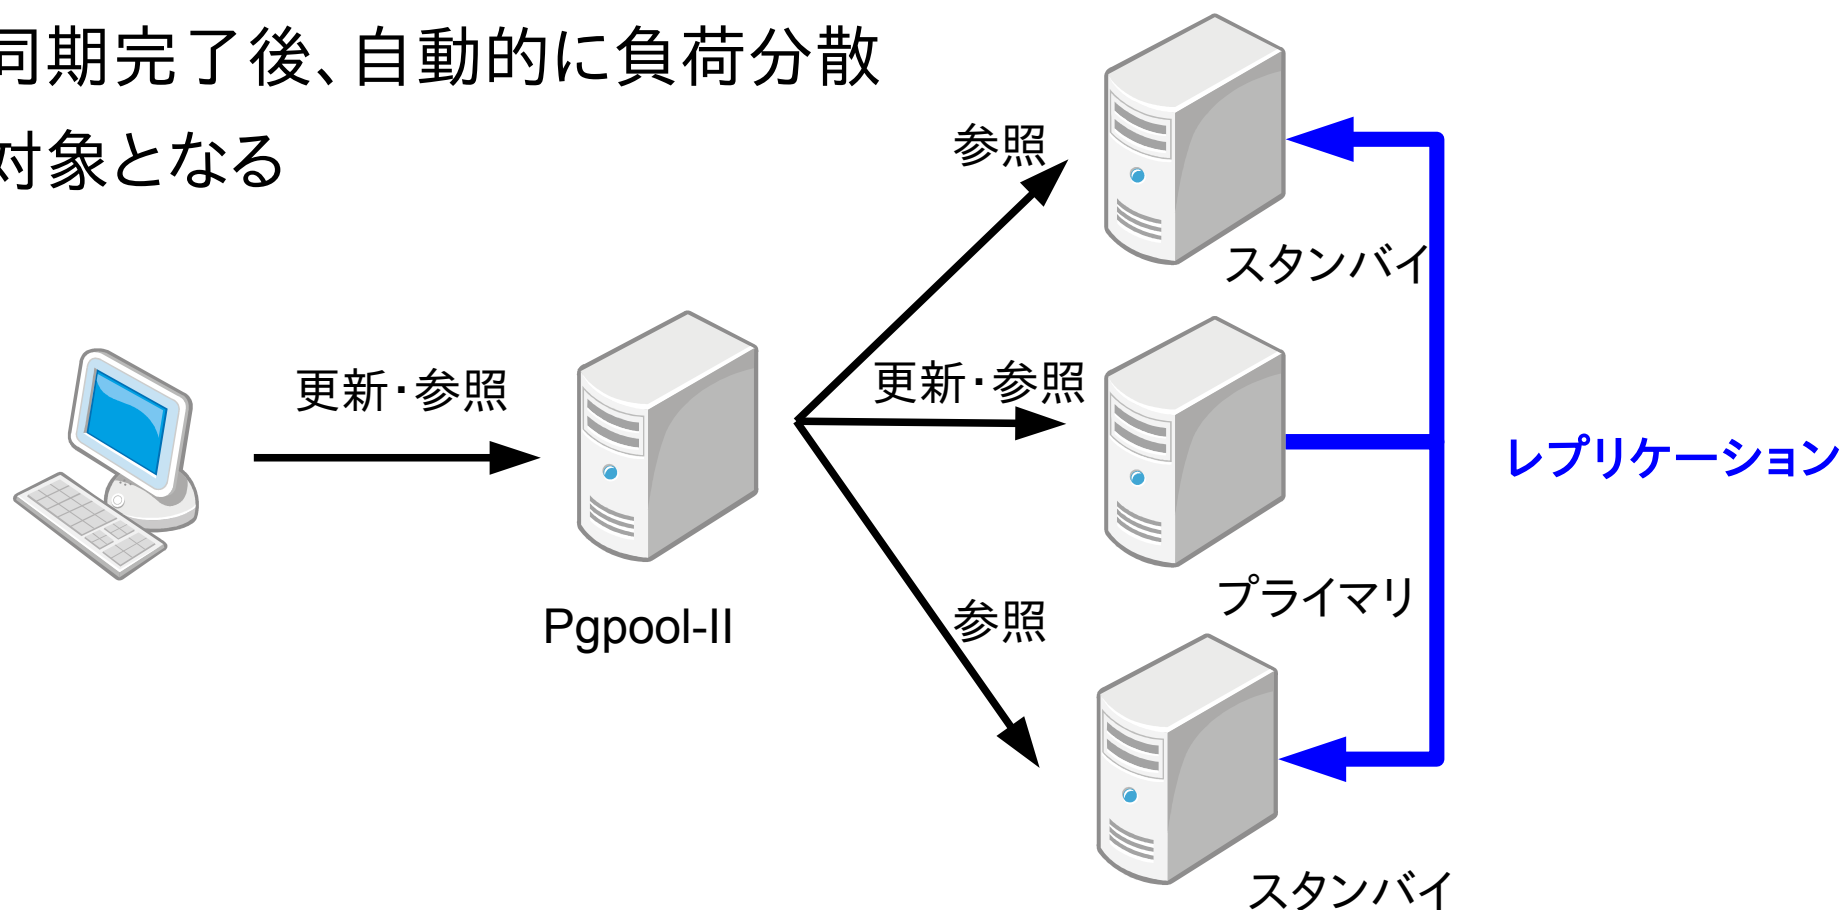 同期完了後、自動的に負荷分散
対象となる
参照
スタンバイ
更新・参照
更新・参照
レプリケーション
プライマリ
Pgpool-II
参照
スタンバイ